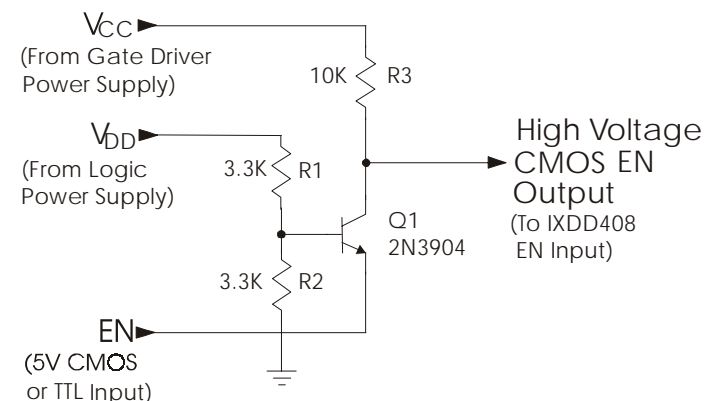 VCC
(From Gate Driver
Power Supply)
10K R3
VDD
(From Logic
Power Supply)
3.3K R1
High Voltage
CMOS EN
Output
(To IXDD408
EN Input)
Q1
2N3904
3.3K R2
EN
(5V CMOS
or TTL Input)